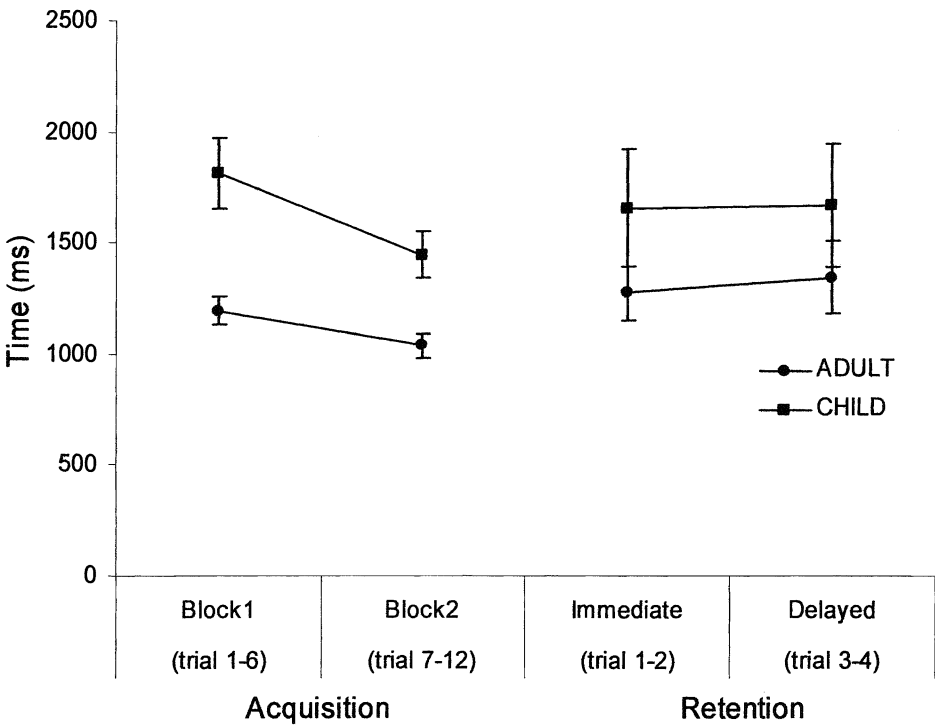 2500
2000
1500
1000
500
0
Time (ms)
ADULT
CHILD
Block1 Block2 Immediate Delayed
(trial 1-6) (trial 7-12) (trial 1-2) (trial 3-4)
Acquisition Retention